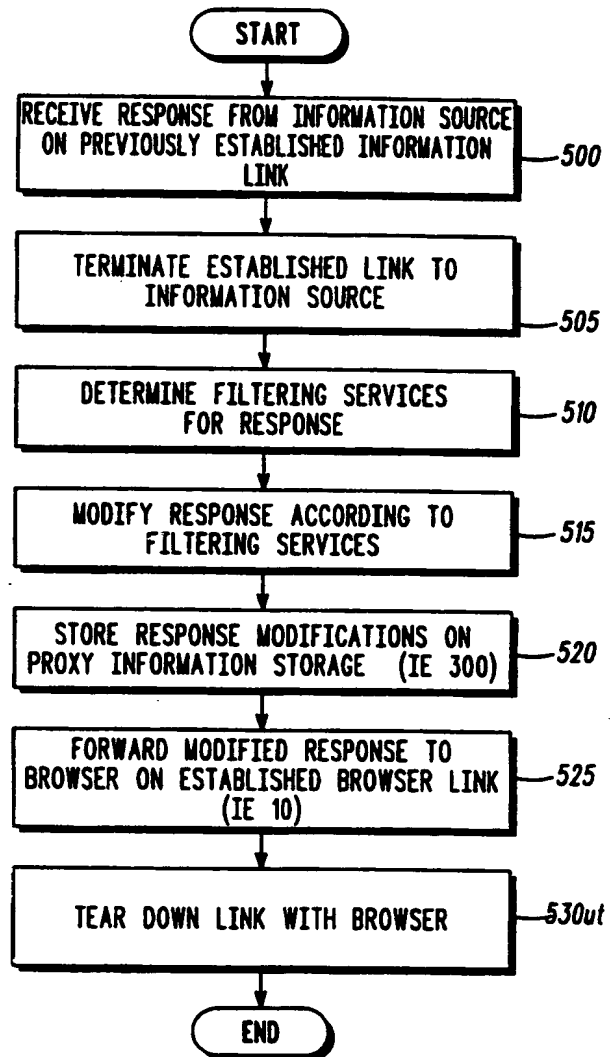 START
RECEIVE RESPONSE FROM INFORMATION SOURCE
ON PREVIOUSLY ESTABLISHED INFORMATION
LINK
500
TERMINATE ESTABLISHED LINK TO
INFORMATION SOURCE
505
DETERMINE FILTERING SERVICES
FOR RESPONSE
510
MODIFY RESPONSE ACCORDING TO
FILTERING SERVICES
515
STORE RESPONSE MODIFICATIONS ON
PROXY INFORMATION STORAGE (IE 300)
520
FORWARD MODIFIED RESPONSE TO
BROWSER ON ESTABLISHED BROWSER LINK
(IE 10)
525
TEAR DOWN LINK WITH BROWSER
530ut
END